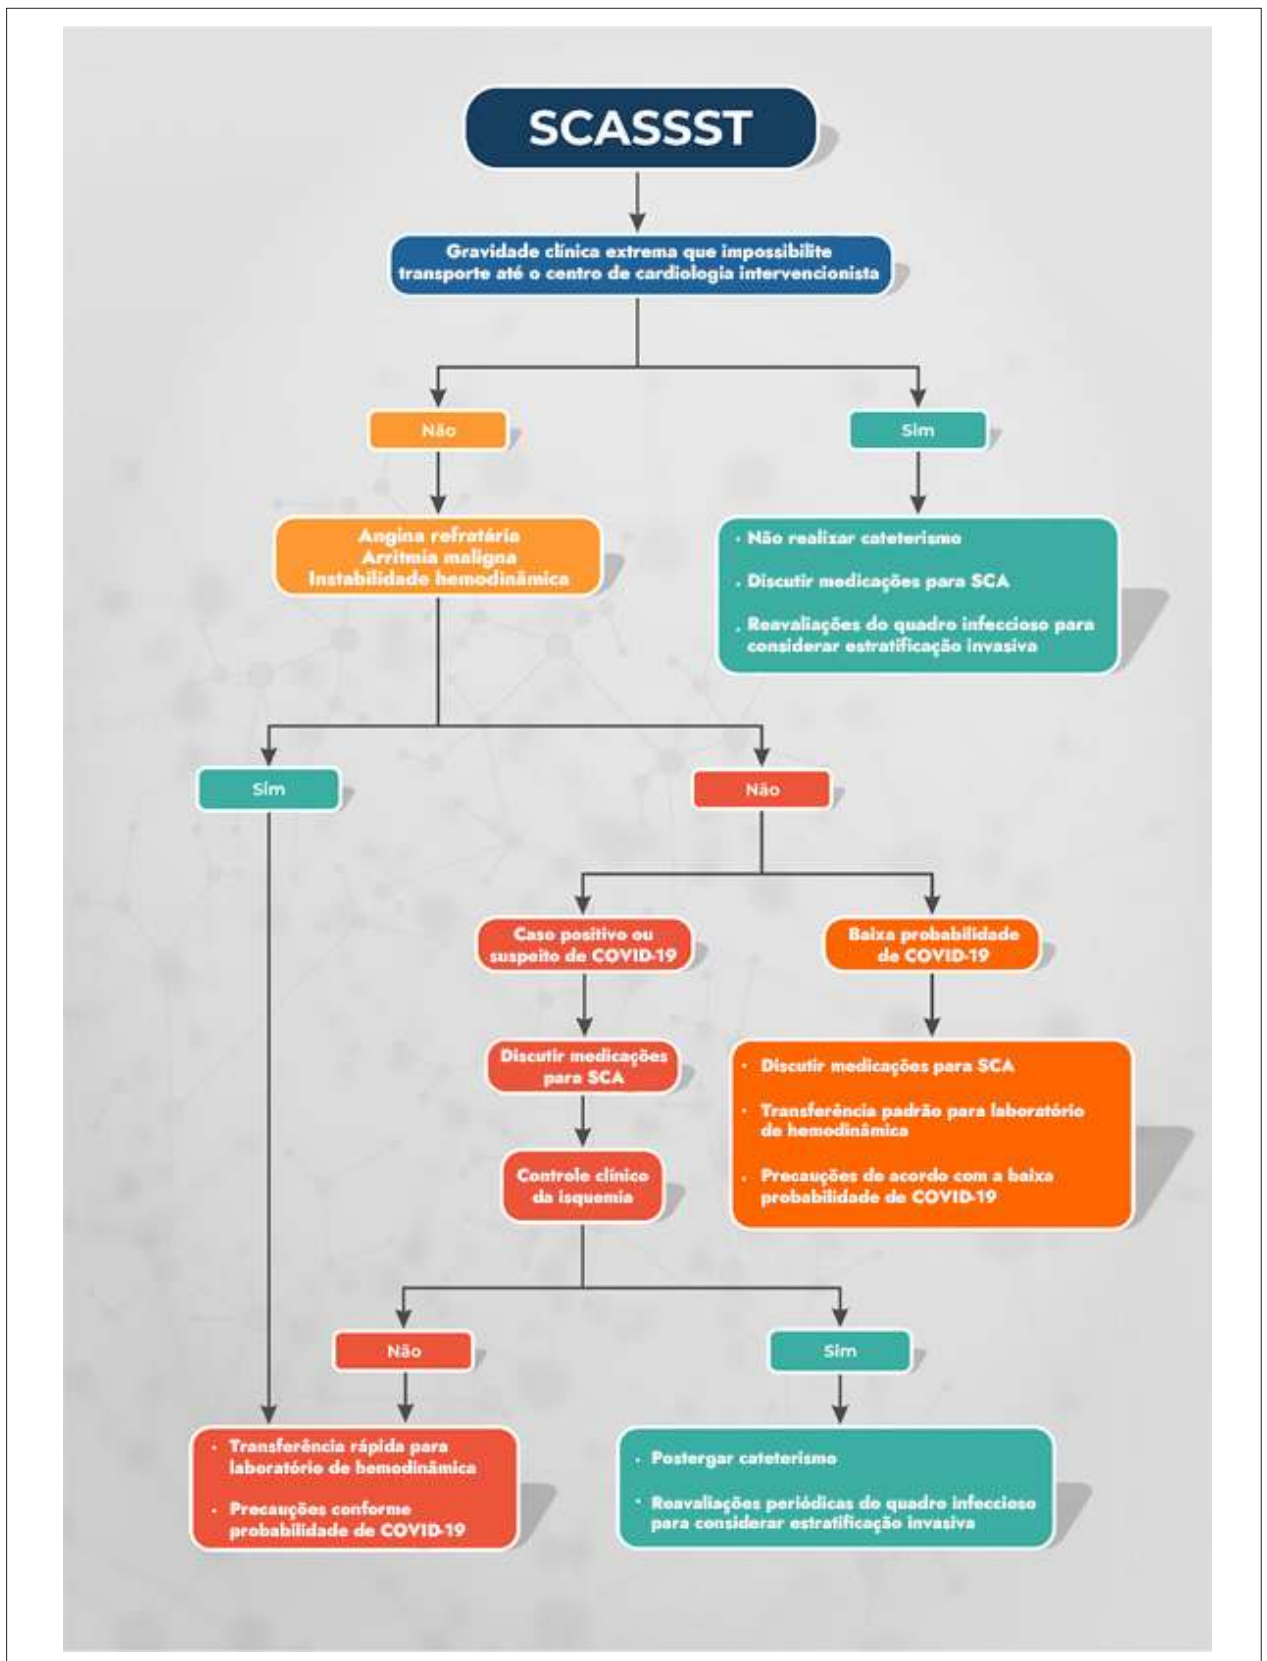 SCASSST
Gravidade clínica extrema que impossibilite
transporte até o centro de cardiologia intervencionista
Não
Sim
Angina refratária
Arritmia maligna
Instabilidade hemodinâmica
· Não realizar cateterismo
· Discutir medicações para SCA
· Reavaliações do quadro infeccioso para
considerar estratificação invasiva
Sim
Não
Caso positivo ou
suspeito de COVID-19
Baixa probabilidade
de COVID-19
Discutir medicações
para SCA
· Discutir medicações para SCA
· Transferência padrão para laboratório
de hemodinâmica
· Precauções de acordo com a baixa
probabilidade de COVID-19
Controle clínico
da isquemia
Não
Sim
· Transferência rápida para
laboratório de hemodinâmica
· Precauções conforme
probabilidade de COVID-19
· Postergar cateterismo
· Reavaliações periódicas do quadro infeccioso
para considerar estratificação invasiva